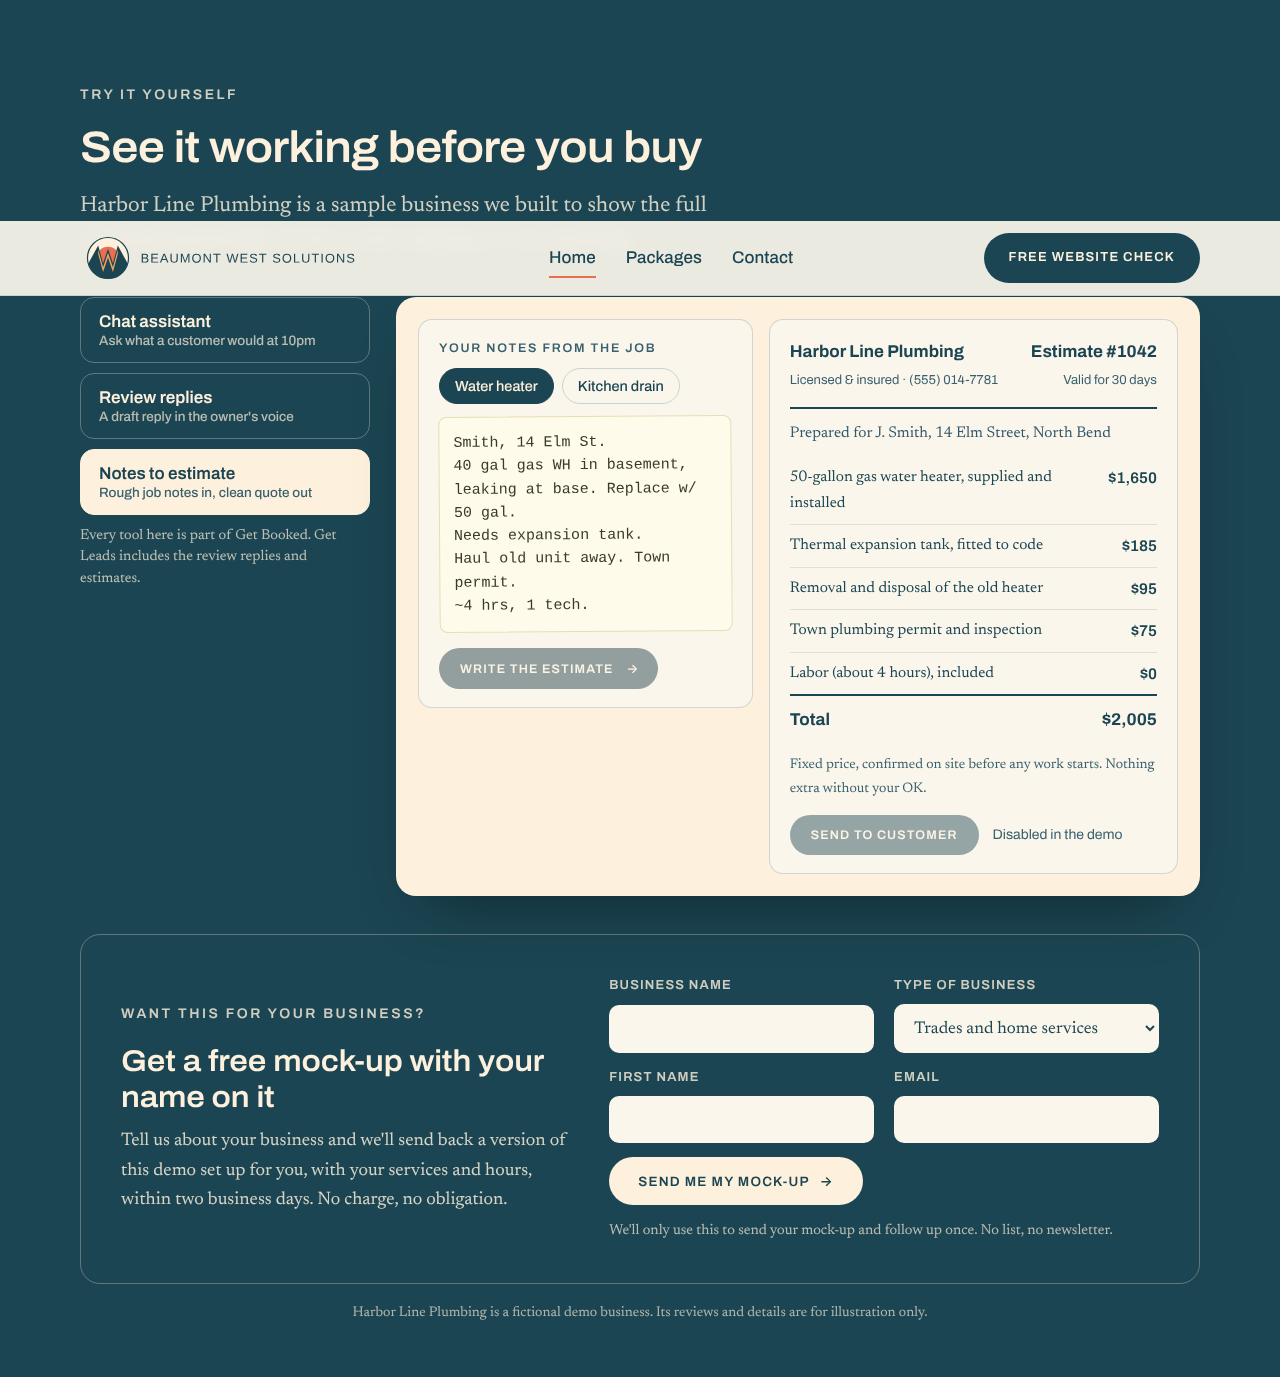 TRY IT YOURSELF
See it working before you buy
Harbor Line Plumbing is a sample business we built to show the full
BEAUMONT WEST SOLUTIONS
Home
Packages
Contact
FREE WEBSITE CHECK
Chat assistant
Ask what a customer would at 10pm
Review replies
A draft reply in the owner's voice
Notes to estimate
Rough job notes in, clean quote out
Every tool here is part of Get Booked. Get
Leads includes the review replies and
estimates.
YOUR NOTES FROM THE JOB
Water heater
Kitchen drain
Smith, 14 Elm St.
40 gal gas WH in basement,
leaking at base. Replace w/
50 gal.
Needs expansion tank.
Haul old unit away. Town
permit.
~4 hrs, 1 tech.
WRITE THE ESTIMATE →
Harbor Line Plumbing
Estimate #1042
Licensed & insured · (555) 014-7781
Valid for 30 days
Prepared for J. Smith, 14 Elm Street, North Bend
50-gallon gas water heater, supplied and
installed
$1,650
Thermal expansion tank, fitted to code
$185
Removal and disposal of the old heater
$95
Town plumbing permit and inspection
$75
Labor (about 4 hours), included
$0
Total
$2,005
Fixed price, confirmed on site before any work starts. Nothing
extra without your OK.
SEND TO CUSTOMER
Disabled in the demo
WANT THIS FOR YOUR BUSINESS?
Get a free mock-up with your
name on it
Tell us about your business and we'll send back a version of
this demo set up for you, with your services and hours,
within two business days. No charge, no obligation.
BUSINESS NAME
TYPE OF BUSINESS
Trades and home services
FIRST NAME
EMAIL
SEND ME MY MOCK-UP →
We'll only use this to send your mock-up and follow up once. No list, no newsletter.
Harbor Line Plumbing is a fictional demo business. Its reviews and details are for illustration only.